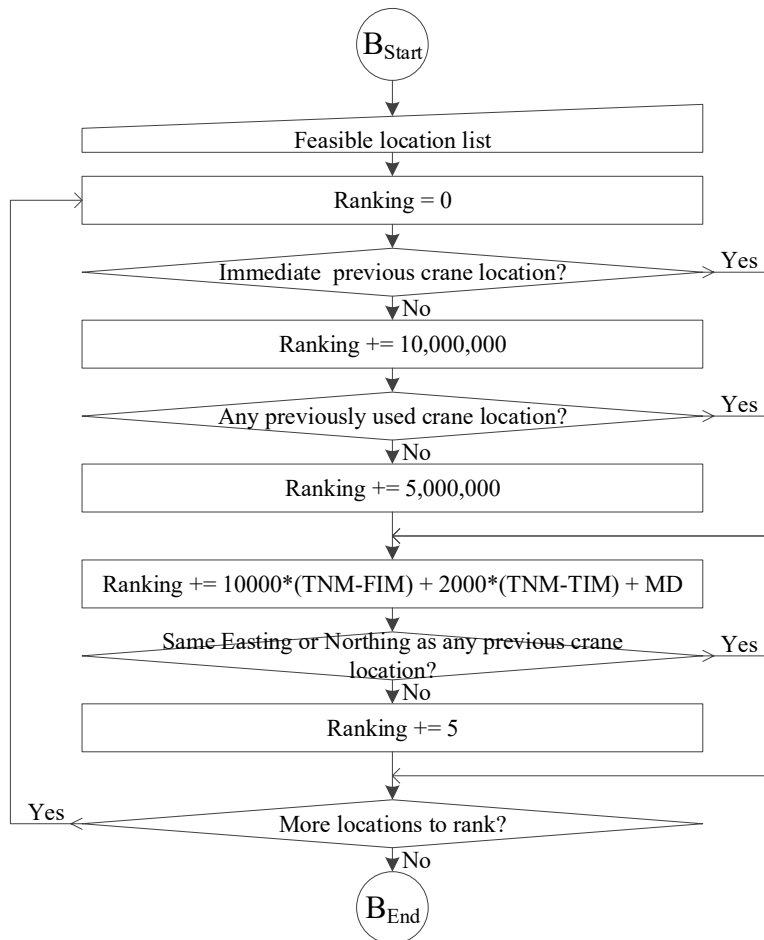 BStart
Feasible location list
Ranking = 0
Immediate previous crane location?
Yes
No
Ranking += 10,000,000
Any previously used crane location?
Yes
No
Ranking += 5,000,000
Ranking += 10000*(TNM-FIM) + 2000*(TNM-TIM) + MD
Same Easting or Northing as any previous crane
location?
Yes
No
Ranking += 5
Yes
More locations to rank?
No
BEnd